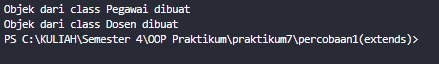 Objek dari class Pegawai dibuat
Objek dari class Dosen dibuat
PS C:\KULIAH\Semester 4\OOP Praktikum\praktikum7\percobaan1(extends)>